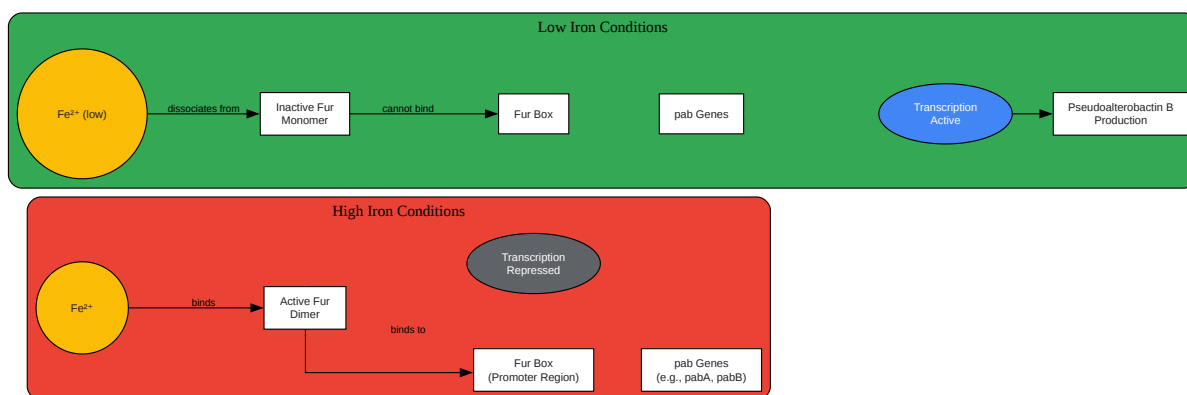 Low Iron Conditions
Fe²⁺ (low)
dissociates from
Inactive Fur
Monomer
cannot bind
Fur Box
pab Genes
Transcription
Active
Pseudoalterobactin B
Production
High Iron Conditions
Transcription
Repressed
Fe²⁺
binds
Active Fur
Dimer
binds to
Fur Box
(Promoter Region)
pab Genes
(e.g., pabA, pabB)